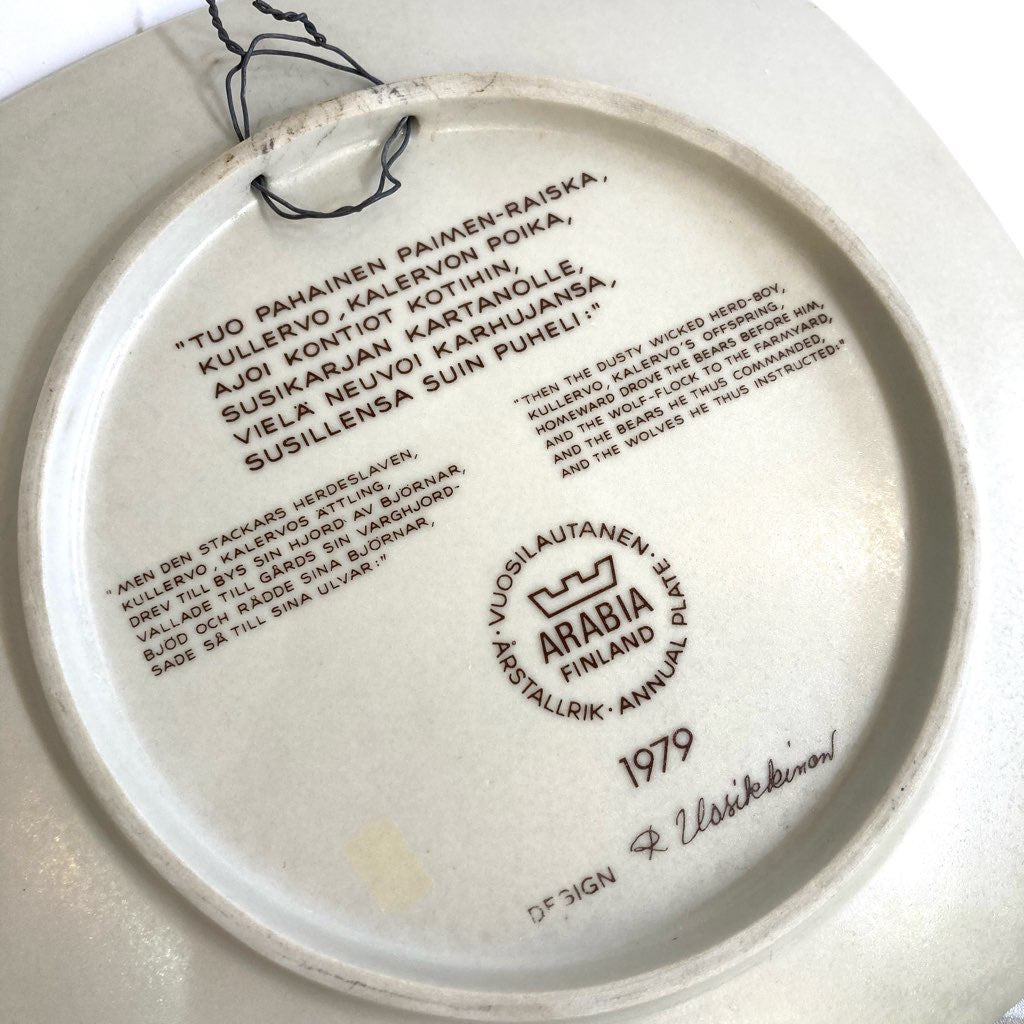 "TUO PAHAINEN PAIMEN-RAISKA,
KULLERVO, KALERVON POIKA,
AJOI KONTIOT KOTIHIN,
SUSIKARJAN KARTANOLLE,
VIELÄ NEUVOI KARHUJANSA,
SUSILLENSA SUIN PUHELI:"
"THEN THE DUSTY WICKED HERD-BOY,
KULLERVO, KALERVO'S OFFSPRING,
HOMEWARD DROVE THE BEARS BEFORE HIM,
AND THE WOLF-FLOCK TO THE FARMYARD,
AND THE BEARS HE THUS COMMANDED,
AND THE WOLVES HE THUS INSTRUCTED:"
"MEN DEN STACKARS HERDESLAVEN,
KULLERVO, KALERVOS ÄTTLING,
DREV TILL BYS SIN HJORD AV BJÖRNAR,
VALLADE TILL GÅRDS SIN VARGHJORD-
BJÖD OCH RÄDDE SINA BJÖRNAR,
SADE SÅ TILL SINA ULVAR:"
· VUOSILAUTANEN ·
ARABIA
FINLAND
ÅRSTALLRIK · ANNUAL PLATE ·
1979
DESIGN R Uosikkinen